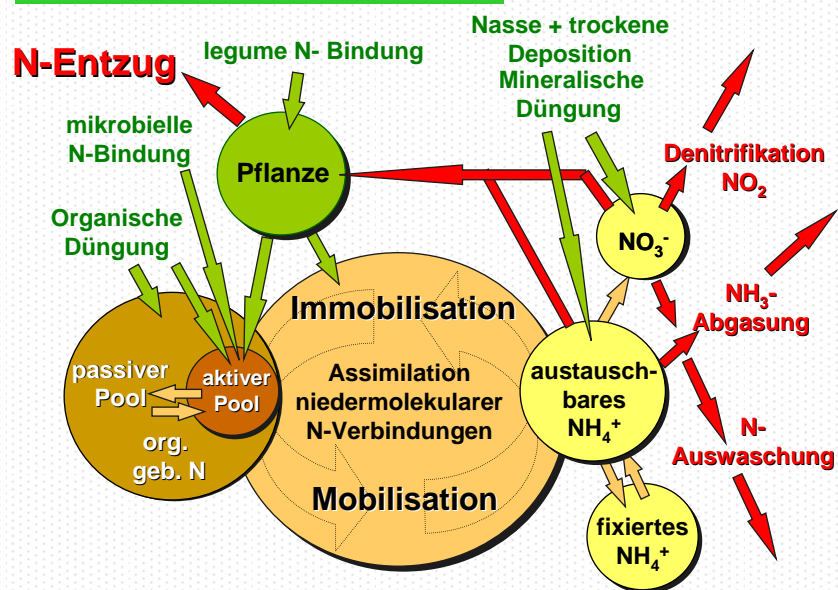 N-Entzug
legume N- Bindung
Nasse + trockene
Deposition
Mineralische
Düngung
mikrobielle
N-Bindung
Pflanze
Denitrifikation
NO₂
Organische
Düngung
NO₃⁻
NH₃-
Abgasung
Immobilisation
passiver
Pool
aktiver
Pool
Assimilation
niedermolekularer
N-Verbindungen
austausch-
bares
NH₄⁺
org.
geb. N
N-
Auswaschung
Mobilisation
fixiertes
NH₄⁺